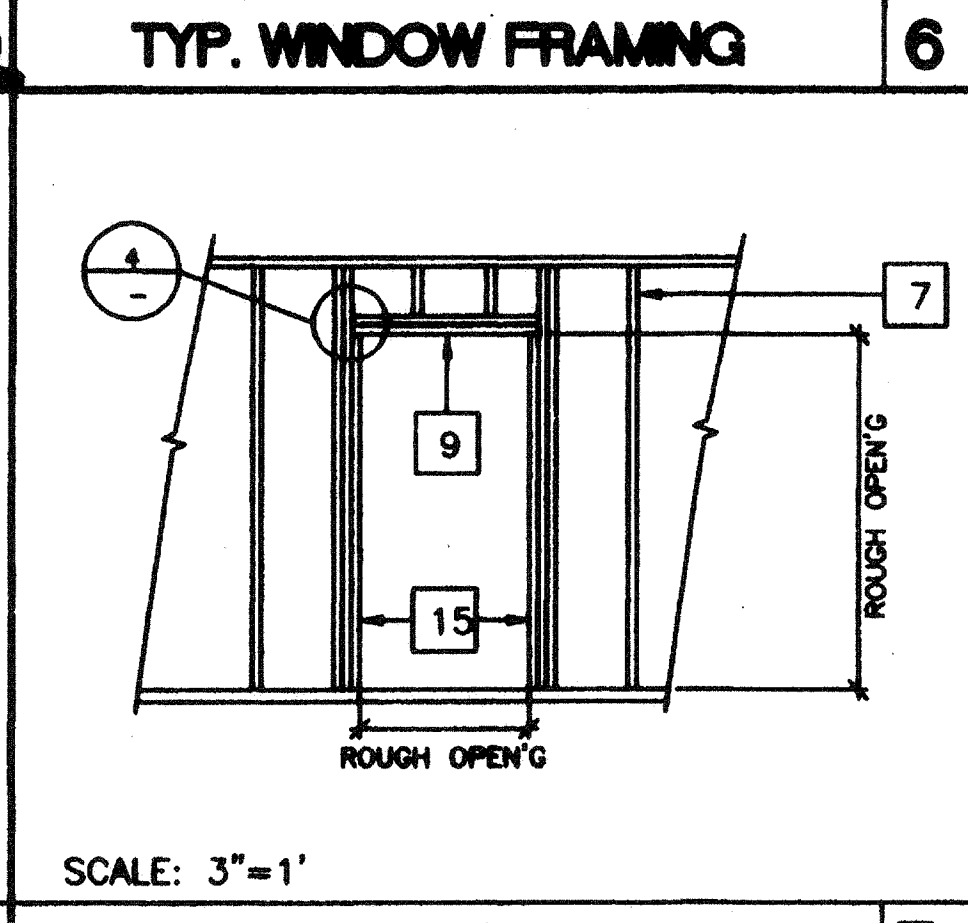 TYP. WINDOW FRAMING 6
4
-
7
9
15
ROUGH OPEN'G
ROUGH OPEN'G
SCALE: 3"=1'